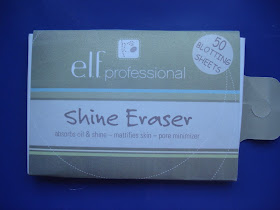 50
BLOTTING
SHEETS
elf professional
Shine Eraser
absorbs oil & shine ~ mattifies skin ~ pore minimizer